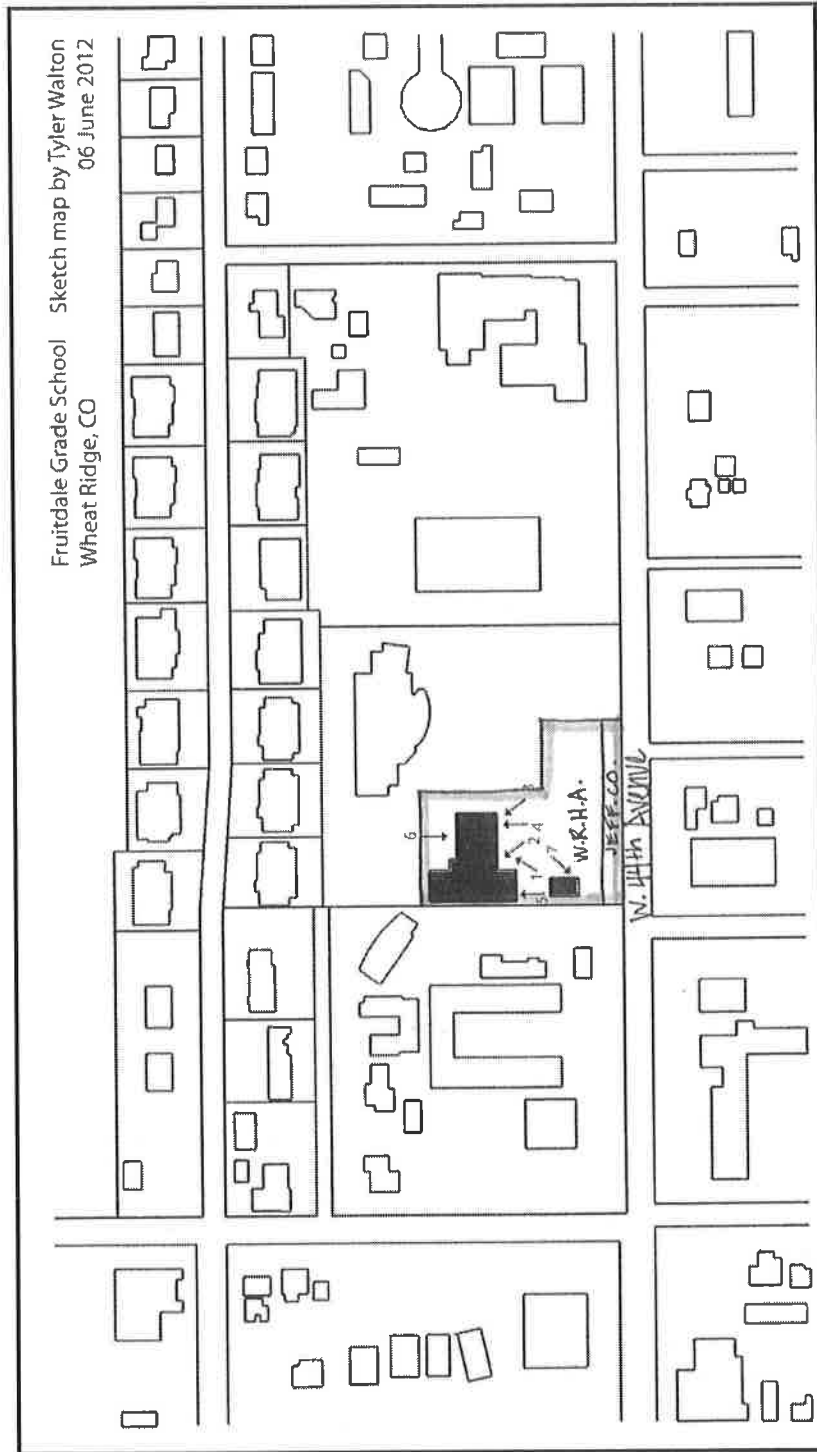 Fruitdale Grade School
Wheat Ridge, CO
Sketch map by Tyler Walton
06 June 2012
6
3
4
2
1
5
7
W.R.H.A.
JEFF. CO.
W. 44th Avenue